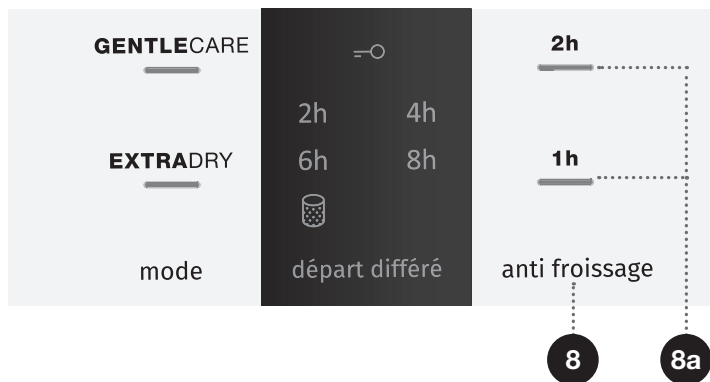 GENTLECARE
2h
2h 4h
EXTRADRY
6h 8h
1h
mode
départ différé
anti froissage
8 8a